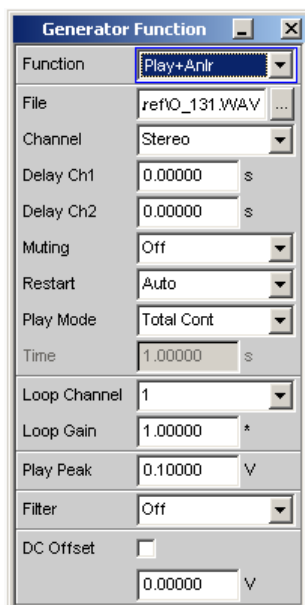 Generator Function
Function Play+Anlr
File ref\O_131.WAV ...
Channel Stereo
Delay Ch1 0.00000 s
Delay Ch2 0.00000 s
Muting Off
Restart Auto
Play Mode Total Cont
Time 1.00000 s
Loop Channel 1
Loop Gain 1.00000 *
Play Peak 0.10000 V
Filter Off
DC Offset
0.00000 V